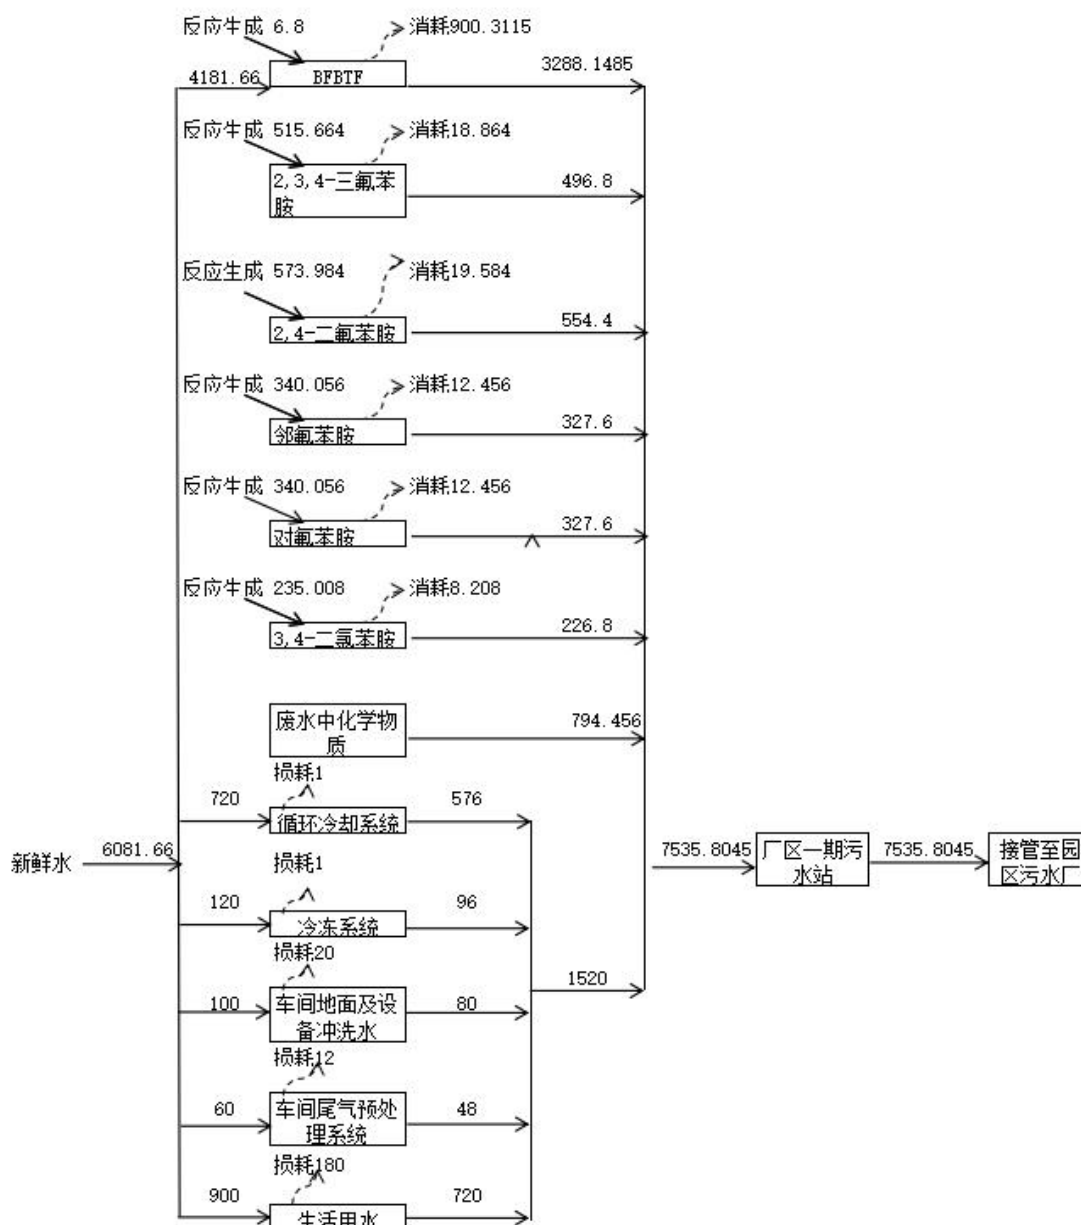 反应生成 6.8
消耗900.3115
4181.66
BFBTF
3288.1485
反应生成 515.664
消耗18.864
2,3,4-三氟苯
胺
496.8
反应生成 573.984
消耗19.584
2,4-二氟苯胺
554.4
反应生成 340.056
消耗12.456
邻氟苯胺
327.6
反应生成 340.056
消耗12.456
对氟苯胺
327.6
反应生成 235.008
消耗8.208
3,4-二氯苯胺
226.8
废水中化学物
质
794.456
损耗1
720
循环冷却系统
576
新鲜水
6081.66
7535.8045
厂区一期污
水站
7535.8045
接管至园
区污水厂
损耗1
120
冷冻系统
96
损耗20
100
车间地面及设
备冲洗水
80
1520
损耗12
60
车间尾气预处
理系统
48
损耗180
900
生活用水
720